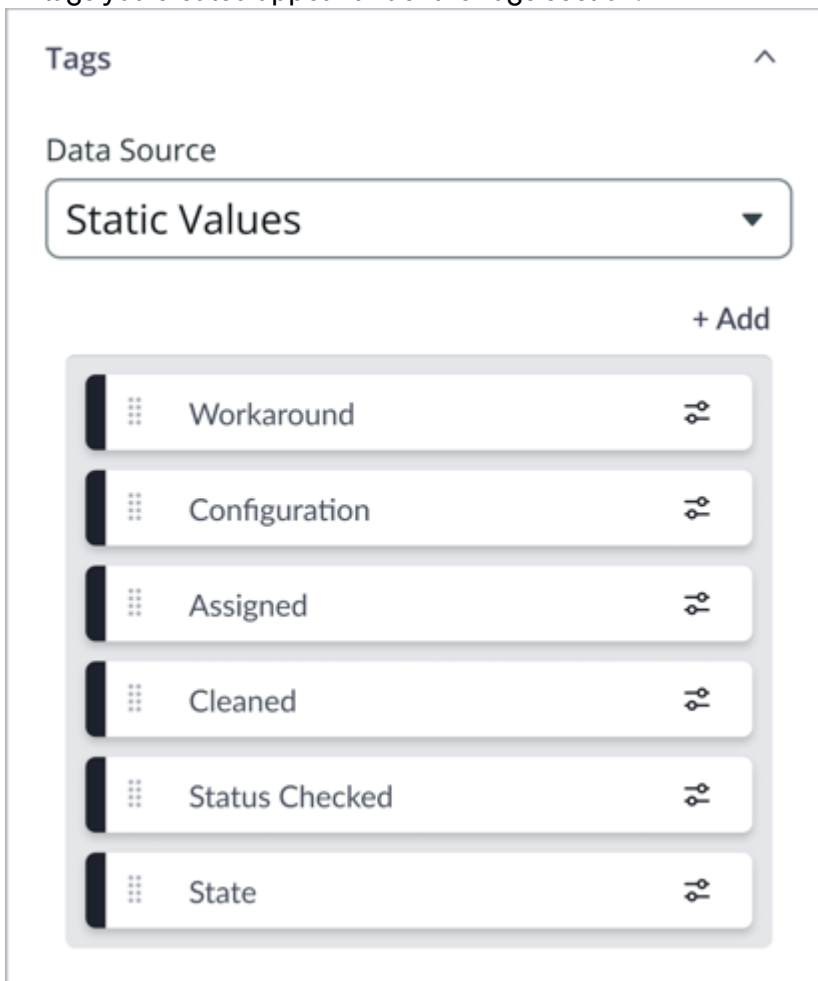 Tags
Data Source
Static Values
+ Add
Workaround
Configuration
Assigned
Cleaned
Status Checked
State